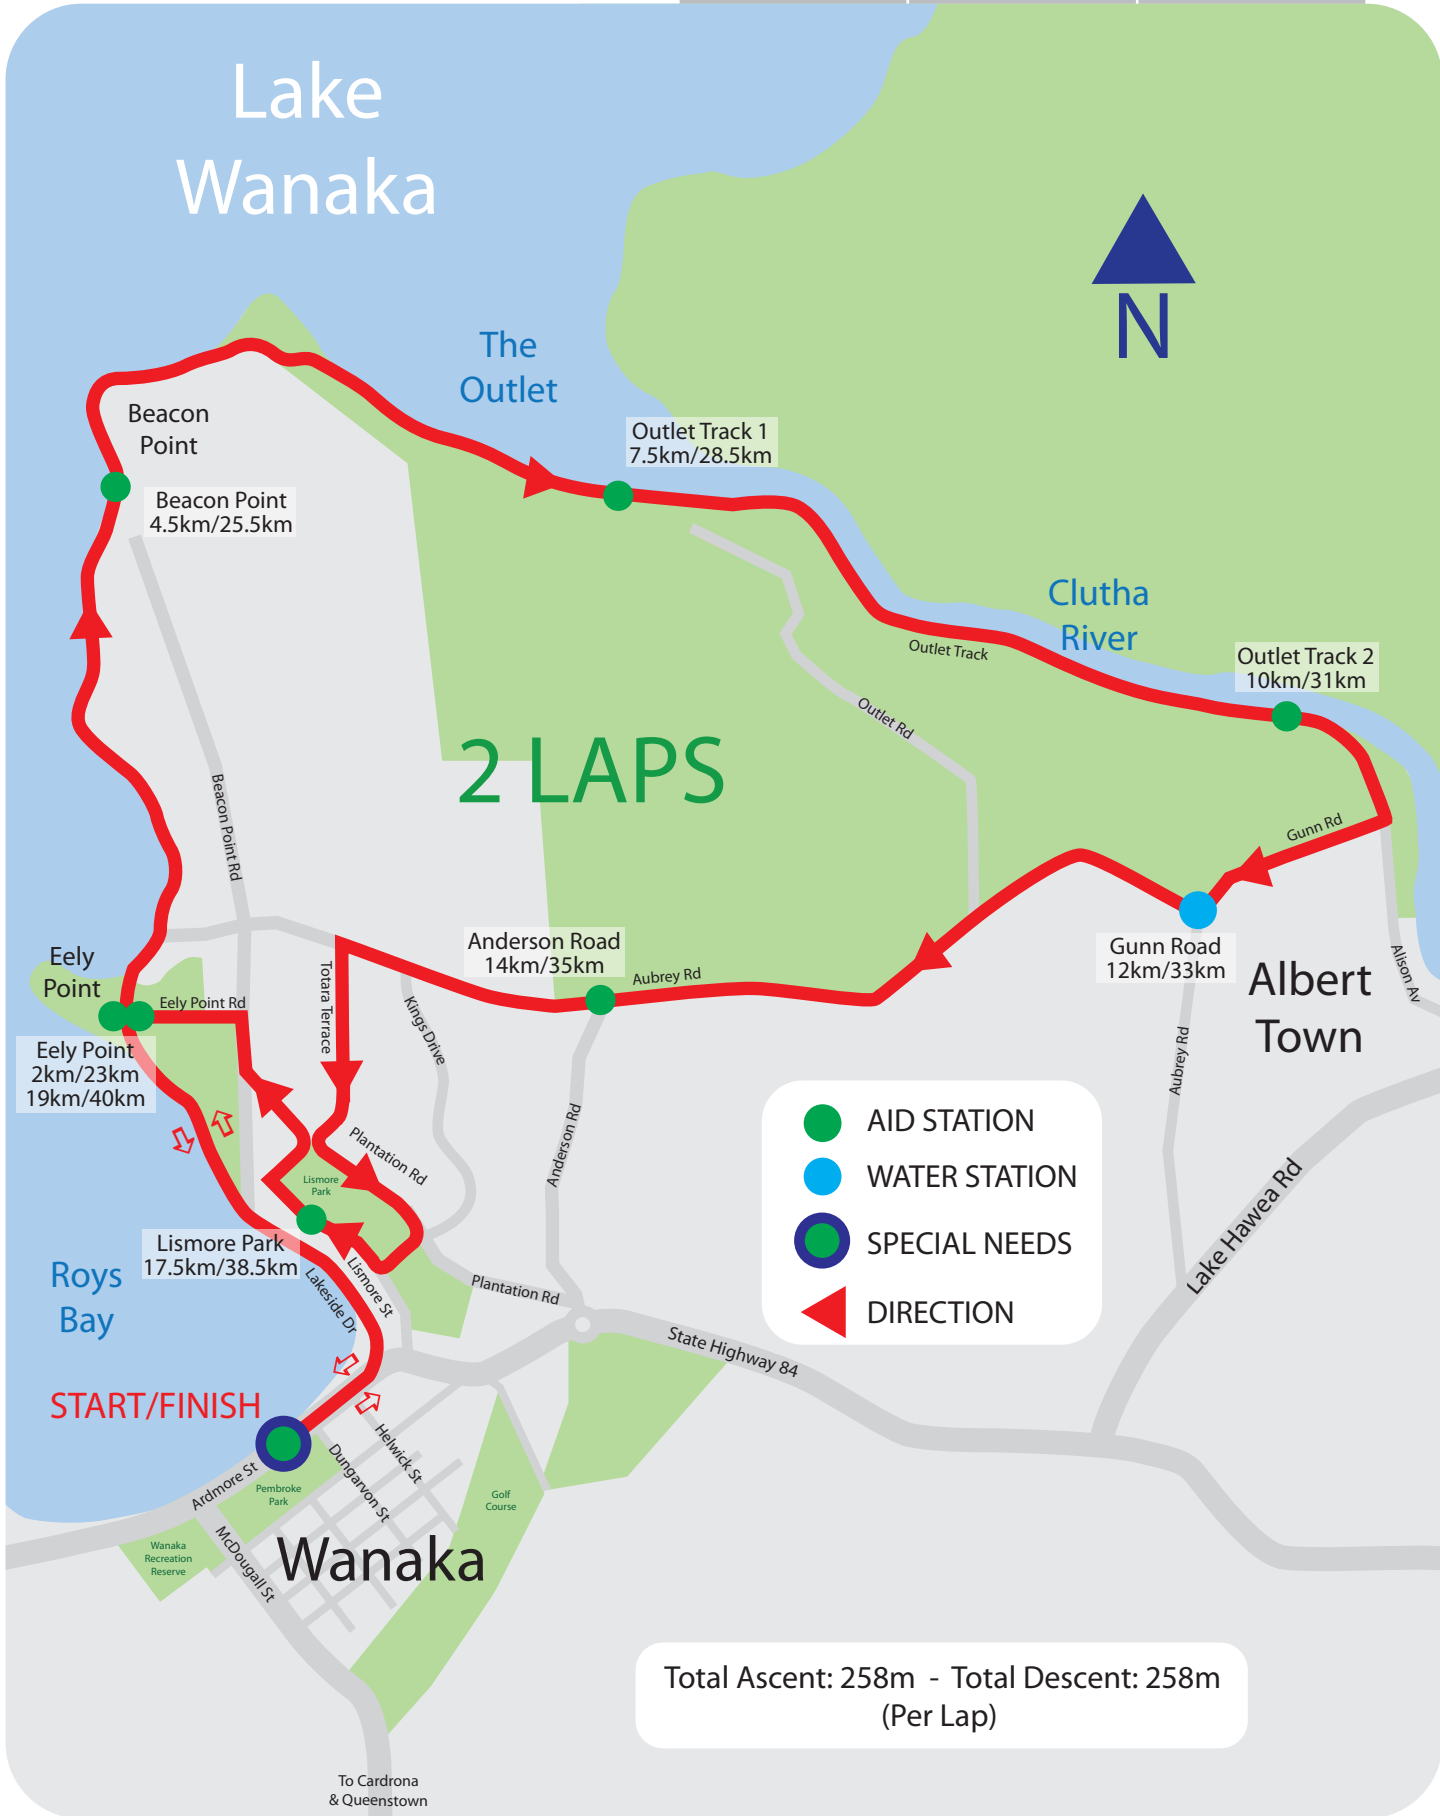 Lake
Wanaka
N
The
Outlet
Beacon
Point
Outlet Track 1
7.5km/28.5km
Beacon Point
4.5km/25.5km
Clutha
River
Outlet Track
Outlet Track 2
10km/31km
Outlet Rd
2 LAPS
Beacon Point Rd
Gunn Rd
Anderson Road
14km/35km
Aubrey Rd
Gunn Road
12km/33km
Albert
Town
Alison Av
Eely
Point
Eely Point Rd
Totara Terrace
Kings Drive
Eely Point
2km/23km
19km/40km
Aubrey Rd
Anderson Rd
Plantation Rd
Lismore
Park
AID STATION
WATER STATION
SPECIAL NEEDS
DIRECTION
Lismore Park
17.5km/38.5km
Lake Hawea Rd
Roys
Bay
Lakeside Dr
Lismore St
Plantation Rd
State Highway 84
START/FINISH
Helwick St
Dungarvon St
Ardmore St
Pembroke
Park
Golf
Course
Wanaka
Wanaka
Recreation
Reserve
McDougall St
Total Ascent: 258m - Total Descent: 258m
(Per Lap)
To Cardrona
& Queenstown